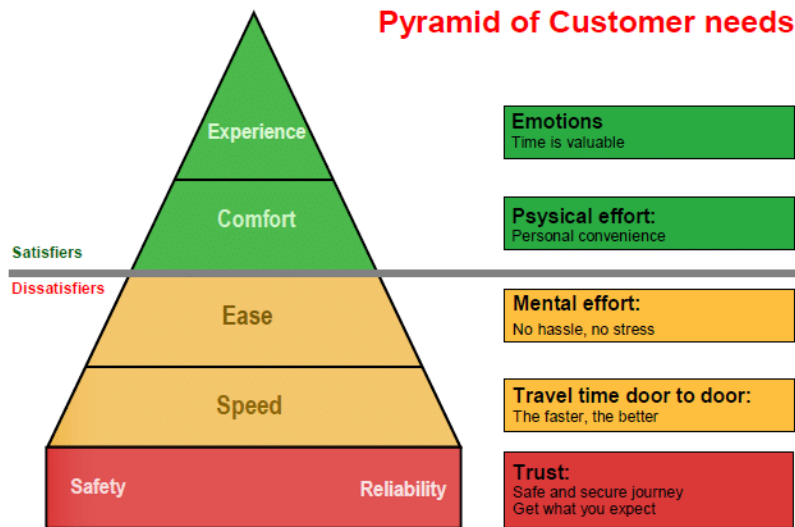 Pyramid of Customer needs
Experience
Emotions
Time is valuable
Comfort
Psysical effort:
Personal convenience
Satisfiers
Dissatisfiers
Ease
Mental effort:
No hassle, no stress
Speed
Travel time door to door:
The faster, the better
Safety
Reliability
Trust:
Safe and secure journey
Get what you expect